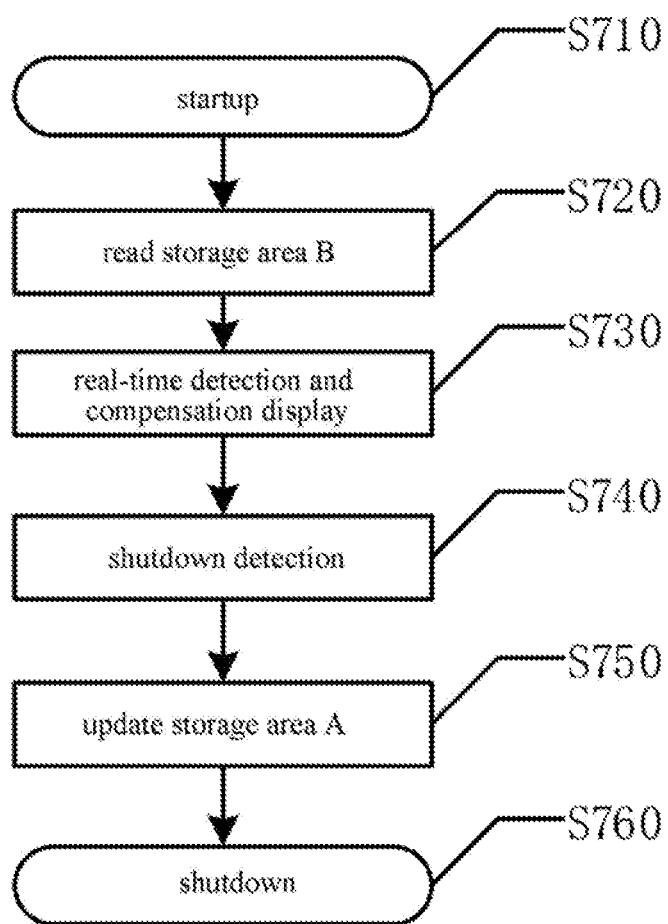 S710
startup
S720
read storage area B
S730
real-time detection and
compensation display
S740
shutdown detection
S750
update storage area A
S760
shutdown